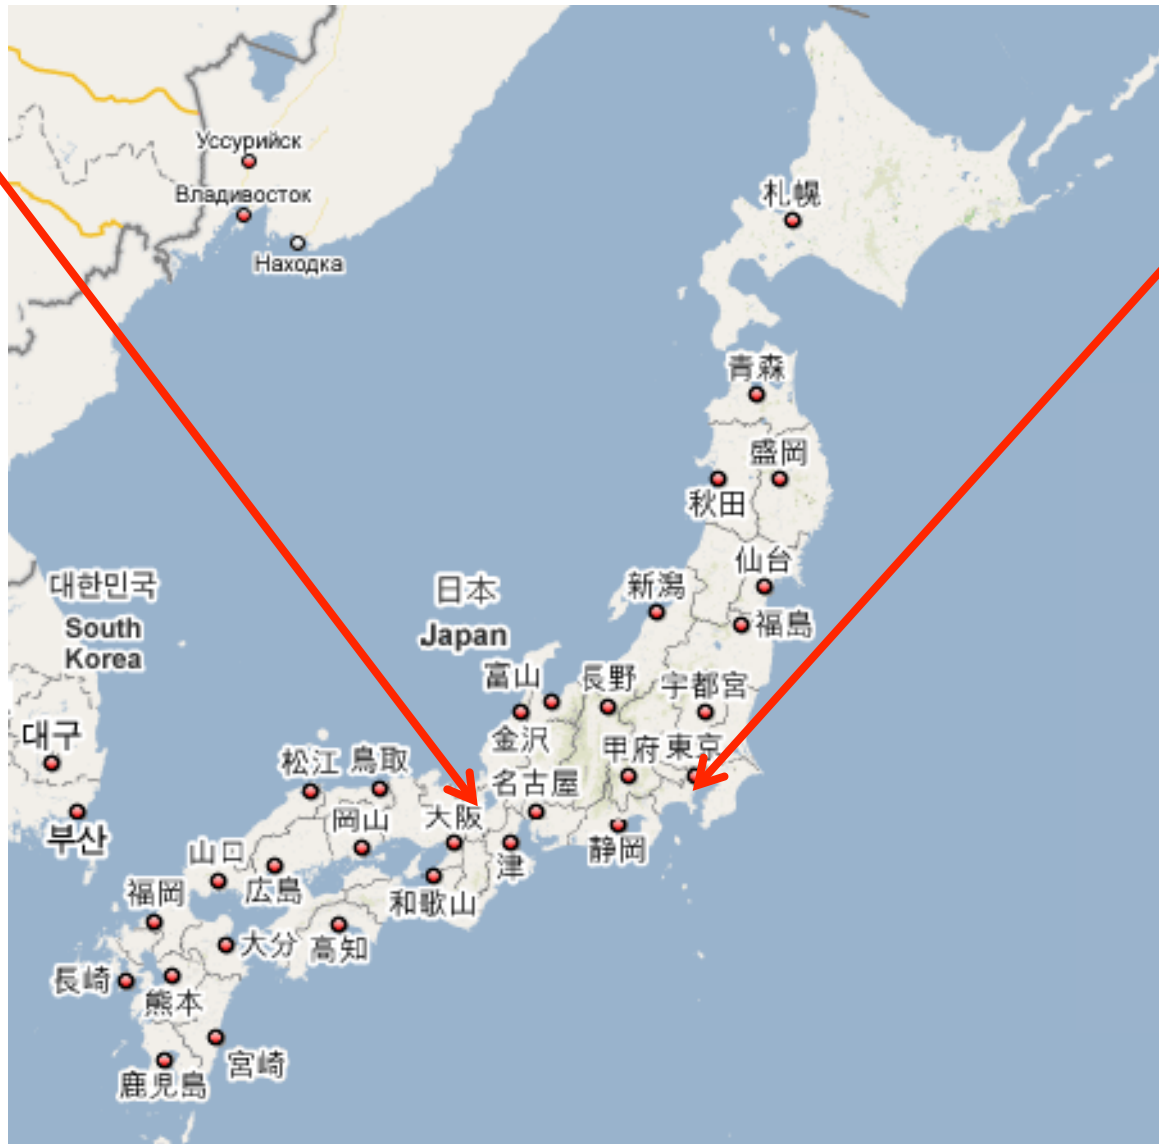 Уссурийск
Владивосток
Находка
札幌
青森
盛岡
秋田
仙台
新潟
福島
대한민국
South
Korea
日本
Japan
富山
長野
宇都宮
金沢
대구
甲府
東京
松江
鳥取
名古屋
부산
岡山
大阪
津
静岡
山口
広島
和歌山
福岡
大分
高知
長崎
熊本
宮崎
鹿児島